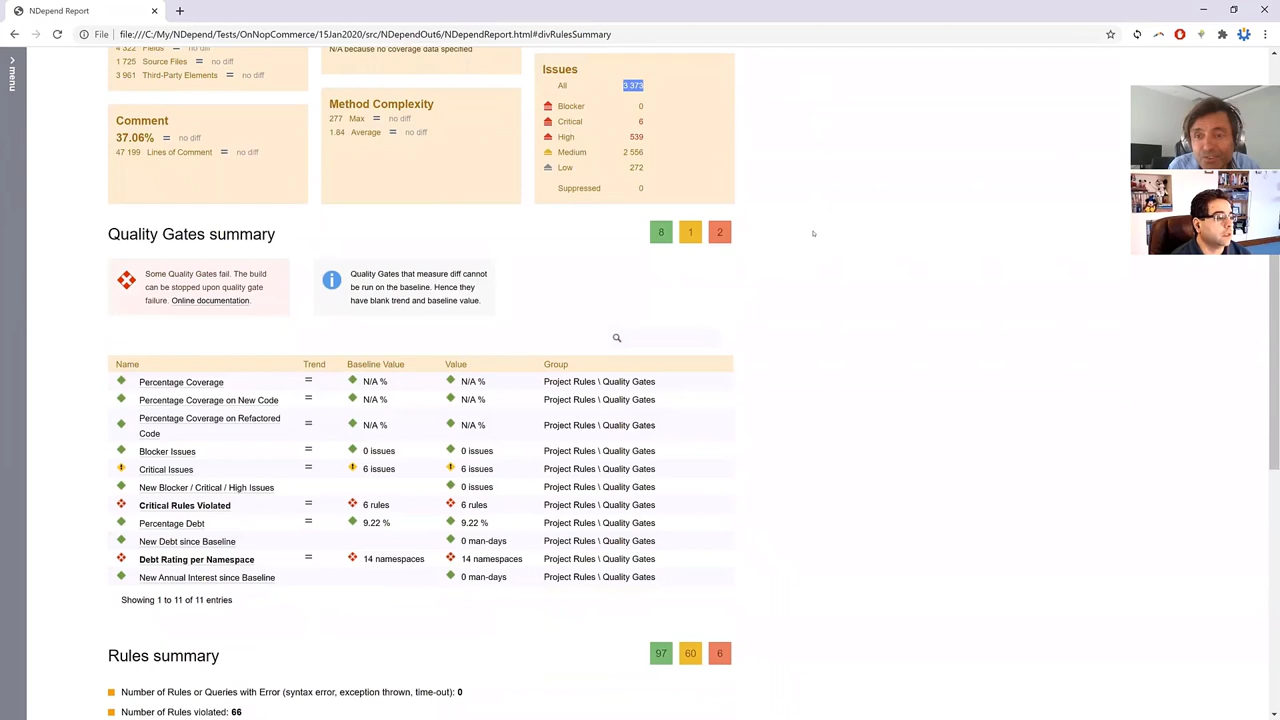 NDepend Report
File
file:///C:/My/NDepend/Tests/OnNopCommerce/15Jan2020/src/NDependOut6/NDependReport.html#divRulesSummary
menu
4 322 Fields = no diff
1 725 Source Files = no diff
3 961 Third-Party Elements = no diff
N/A because no coverage data specified
Issues
All 3 373
Blocker 0
Critical 6
High 539
Medium 2 556
Low 272
Suppressed 0
Comment
37.06% = no diff
47 199 Lines of Comment = no diff
Method Complexity
277 Max = no diff
1.84 Average = no diff
Quality Gates summary
8 1 2
Some Quality Gates fail. The build
can be stopped upon quality gate
failure. Online documentation.
Quality Gates that measure diff cannot
be run on the baseline. Hence they
have blank trend and baseline value.
Name Trend Baseline Value Value Group
Percentage Coverage = N/A % N/A % Project Rules \ Quality Gates
Percentage Coverage on New Code = N/A % N/A % Project Rules \ Quality Gates
Percentage Coverage on Refactored
Code = N/A % N/A % Project Rules \ Quality Gates
Blocker Issues = 0 issues 0 issues Project Rules \ Quality Gates
Critical Issues = 6 issues 6 issues Project Rules \ Quality Gates
New Blocker / Critical / High Issues 0 issues Project Rules \ Quality Gates
Critical Rules Violated = 6 rules 6 rules Project Rules \ Quality Gates
Percentage Debt = 9.22 % 9.22 % Project Rules \ Quality Gates
New Debt since Baseline 0 man-days Project Rules \ Quality Gates
Debt Rating per Namespace = 14 namespaces 14 namespaces Project Rules \ Quality Gates
New Annual Interest since Baseline 0 man-days Project Rules \ Quality Gates
Showing 1 to 11 of 11 entries
Rules summary
97 60 6
Number of Rules or Queries with Error (syntax error, exception thrown, time-out): 0
Number of Rules violated: 66